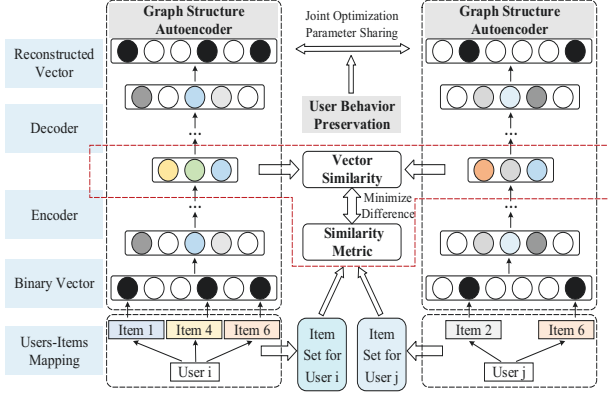 Graph Structure
Autoencoder
Joint Optimization
Parameter Sharing
Graph Structure
Autoencoder
Reconstructed
Vector
User Behavior
Preservation
Decoder
...
...
Vector
Similarity
Minimize
Difference
Encoder
...
...
Similarity
Metric
Binary Vector
Users-Items
Mapping
Item 1
Item 4
Item 6
User i
Item
Set for
User i
Item
Set for
User j
Item 2
Item 6
User j